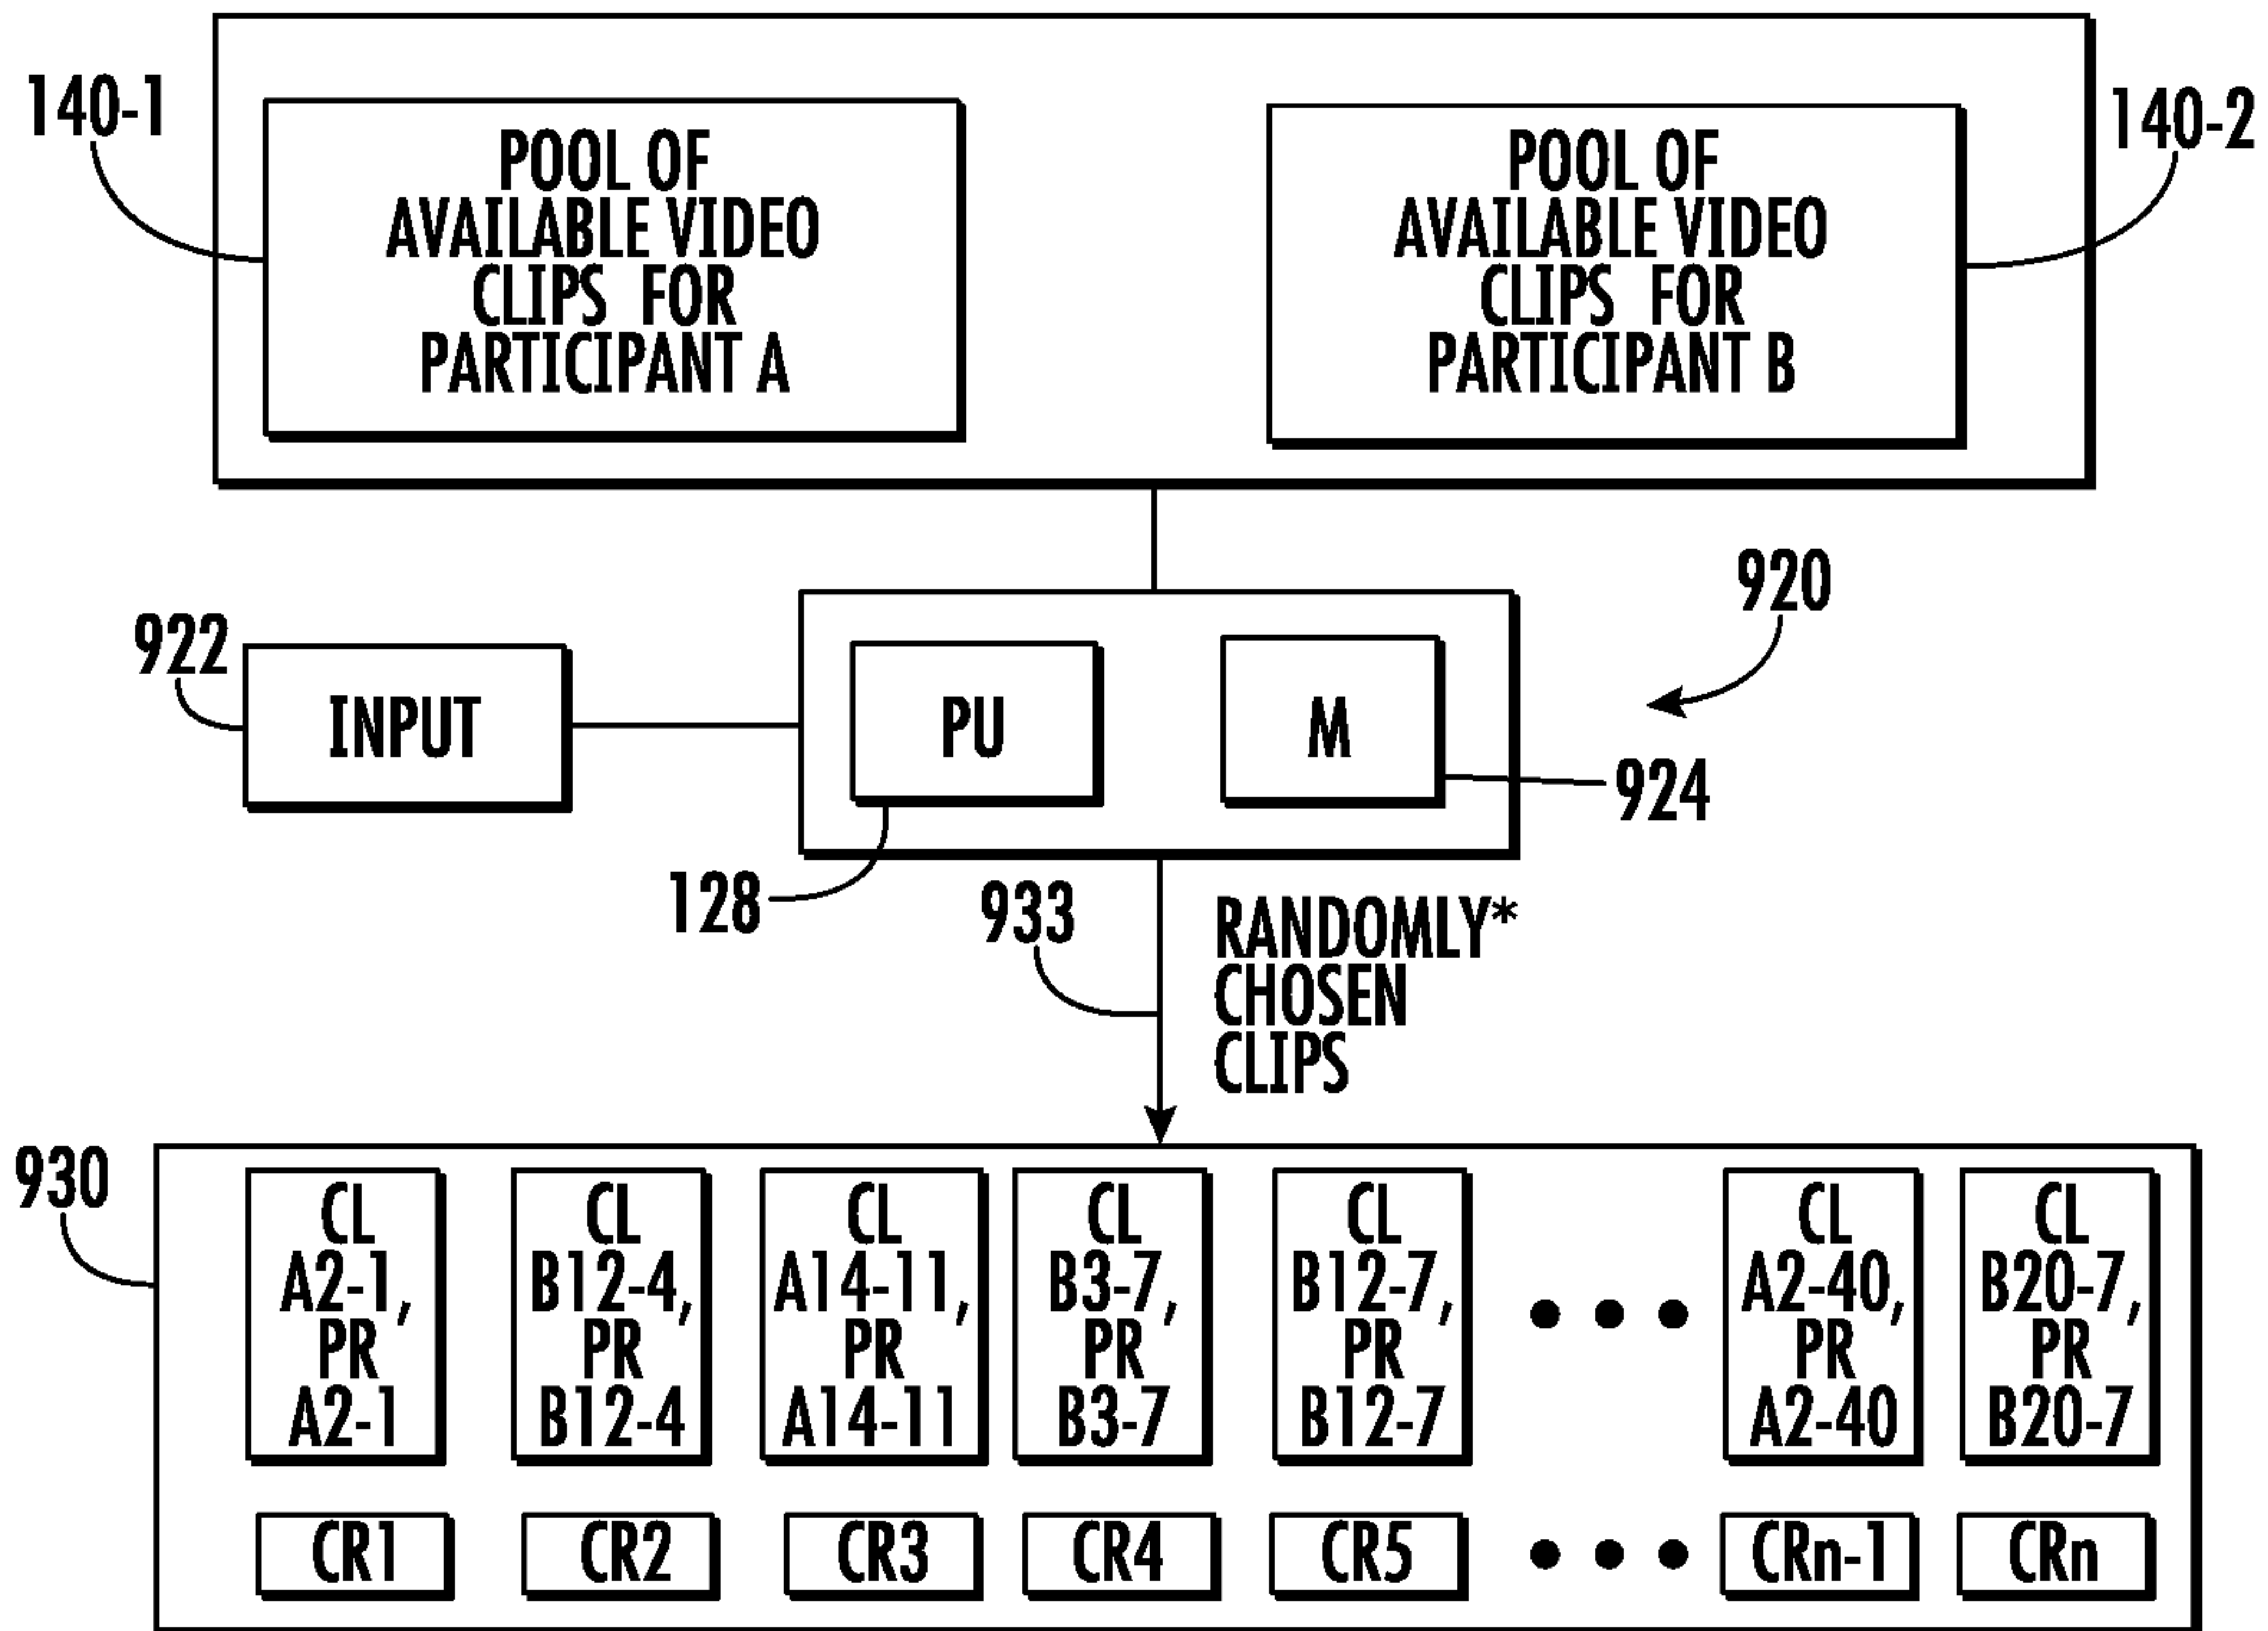 140-1
POOL OF
AVAILABLE VIDEO
CLIPS FOR
PARTICIPANT A
POOL OF
AVAILABLE VIDEO
CLIPS FOR
PARTICIPANT B
140-2
920
922
INPUT
PU
M
924
128
933
RANDOMLY*
CHOSEN
CLIPS
930
CL
A2-1,
PR
A2-1
CL
B12-4,
PR
B12-4
CL
A14-11,
PR
A14-11
CL
B3-7,
PR
B3-7
CL
B12-7,
PR
B12-7
CL
A2-40,
PR
A2-40
CL
B20-7,
PR
B20-7
CR1
CR2
CR3
CR4
CR5
CRn-1
CRn